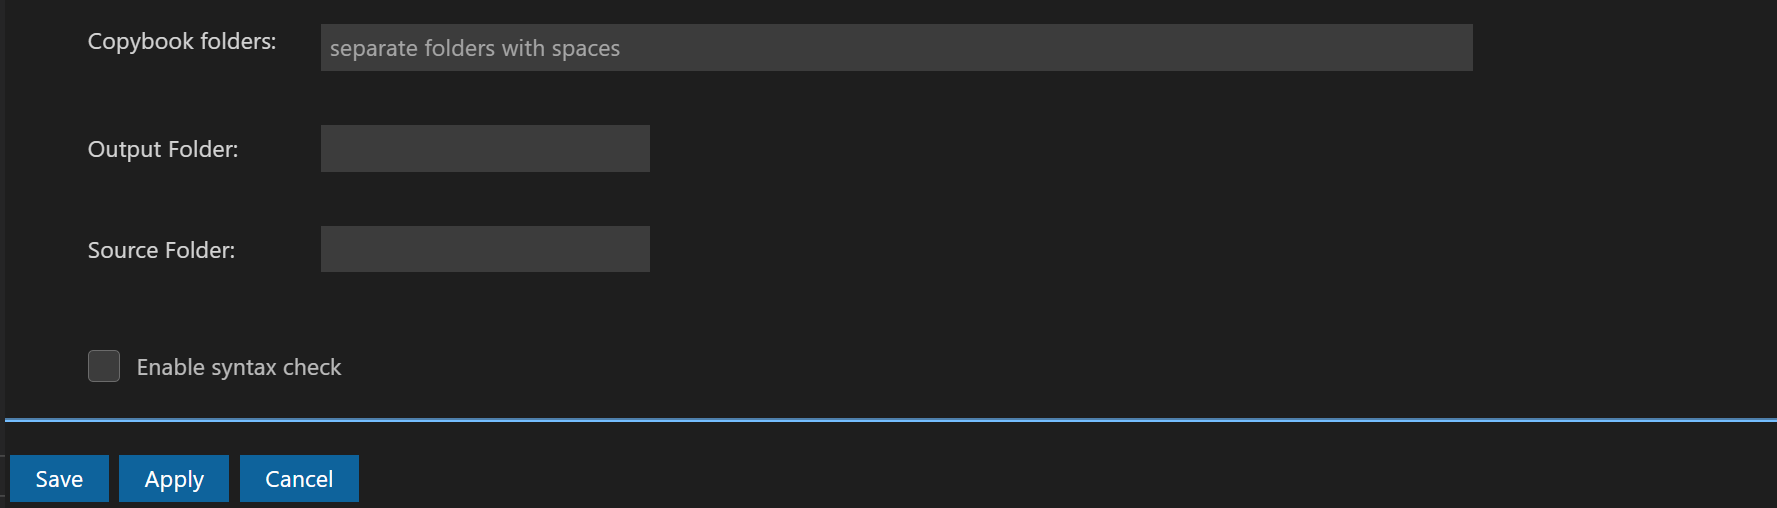 Copybook folders: separate folders with spaces
Output Folder:
Source Folder:
Enable syntax check
Save Apply Cancel